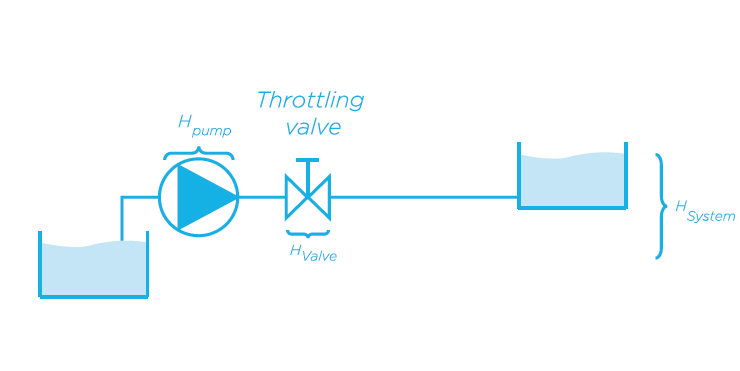 Throttling
valve
H pump
H Valve
H System